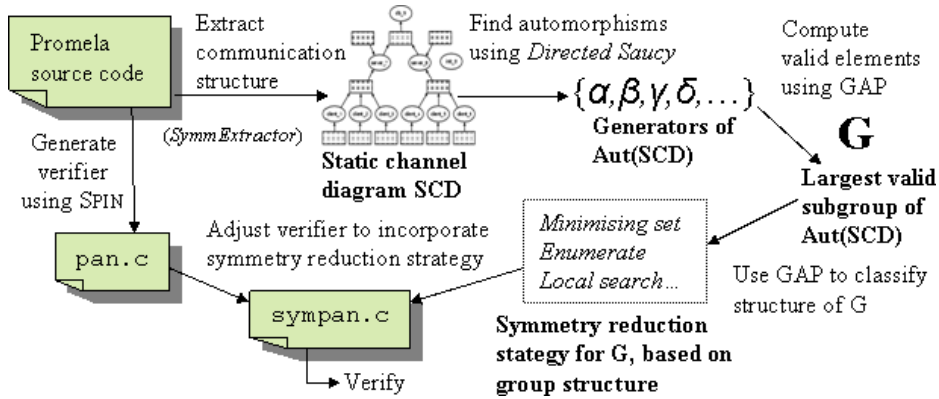 Promela
source code
Extract
communication
structure
(SymmExtractor)
Static channel
diagram SCD
Find automorphisms
using Directed Saucy
{α,β,γ,δ,...}
Generators of
Aut(SCD)
Compute
valid elements
using GAP
G
Largest valid
subgroup of
Aut(SCD)
Generate
verifier
using SPIN
pan.c
Adjust verifier to incorporate
symmetry reduction strategy
sympan.c
Verify
Minimising set
Enumerate
Local search...
Symmetry reduction
stategy for G, based on
group structure
Use GAP to classify
structure of G